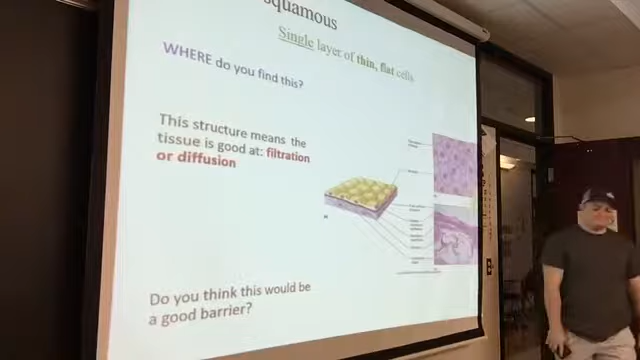 squamous
Single layer of thin, flat cells
WHERE do you find this?
This structure means the
tissue is good at: filtration
or diffusion
Do you think this would be
a good barrier?